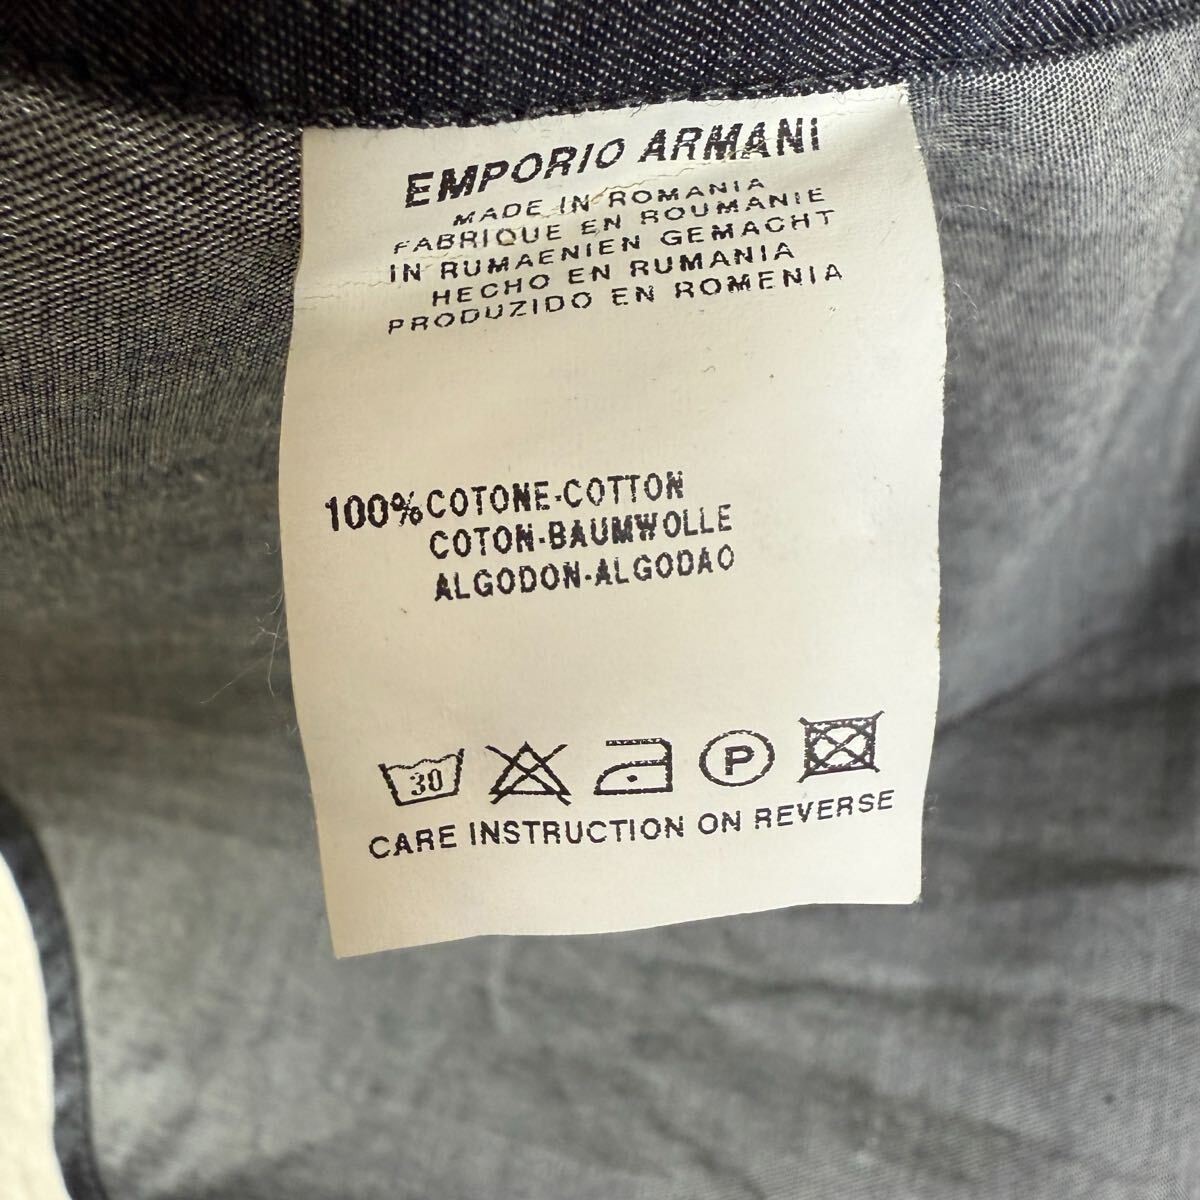 EMPORIO ARMANI
MADE IN ROMANIA
FABRIQUE EN ROUMANIE
IN RUMAENIEN GEMACHT
HECHO EN RUMANIA
PRODUZIDO EN ROMENIA
100% COTONE-COTTON
COTON-BAUMWOLLE
ALGODON-ALGODAO
30 P
CARE INSTRUCTION ON REVERSE